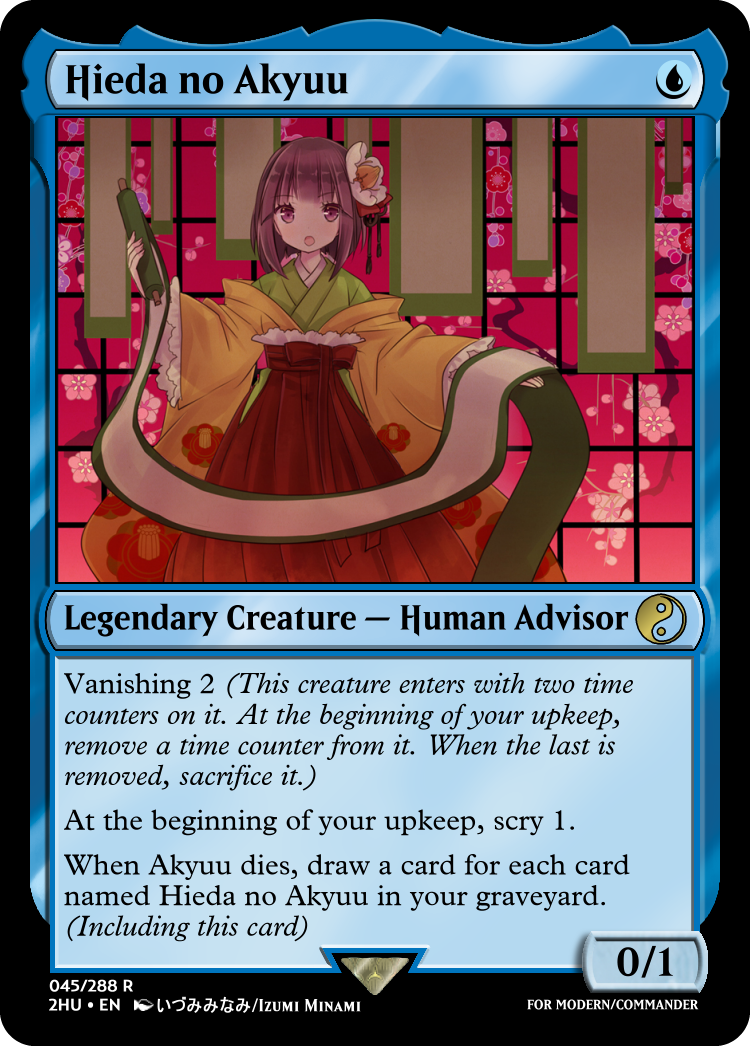 Hieda no Akyuu
Legendary Creature — Human Advisor
Vanishing 2 (This creature enters with two time
counters on it. At the beginning of your upkeep,
remove a time counter from it. When the last is
removed, sacrifice it.)
At the beginning of your upkeep, scry 1.
When Akyuu dies, draw a card for each card
named Hieda no Akyuu in your graveyard.
(Including this card)
0/1
045/288 R
2HU • EN いづみみなみ/Izumi Minami
FOR MODERN/COMMANDER